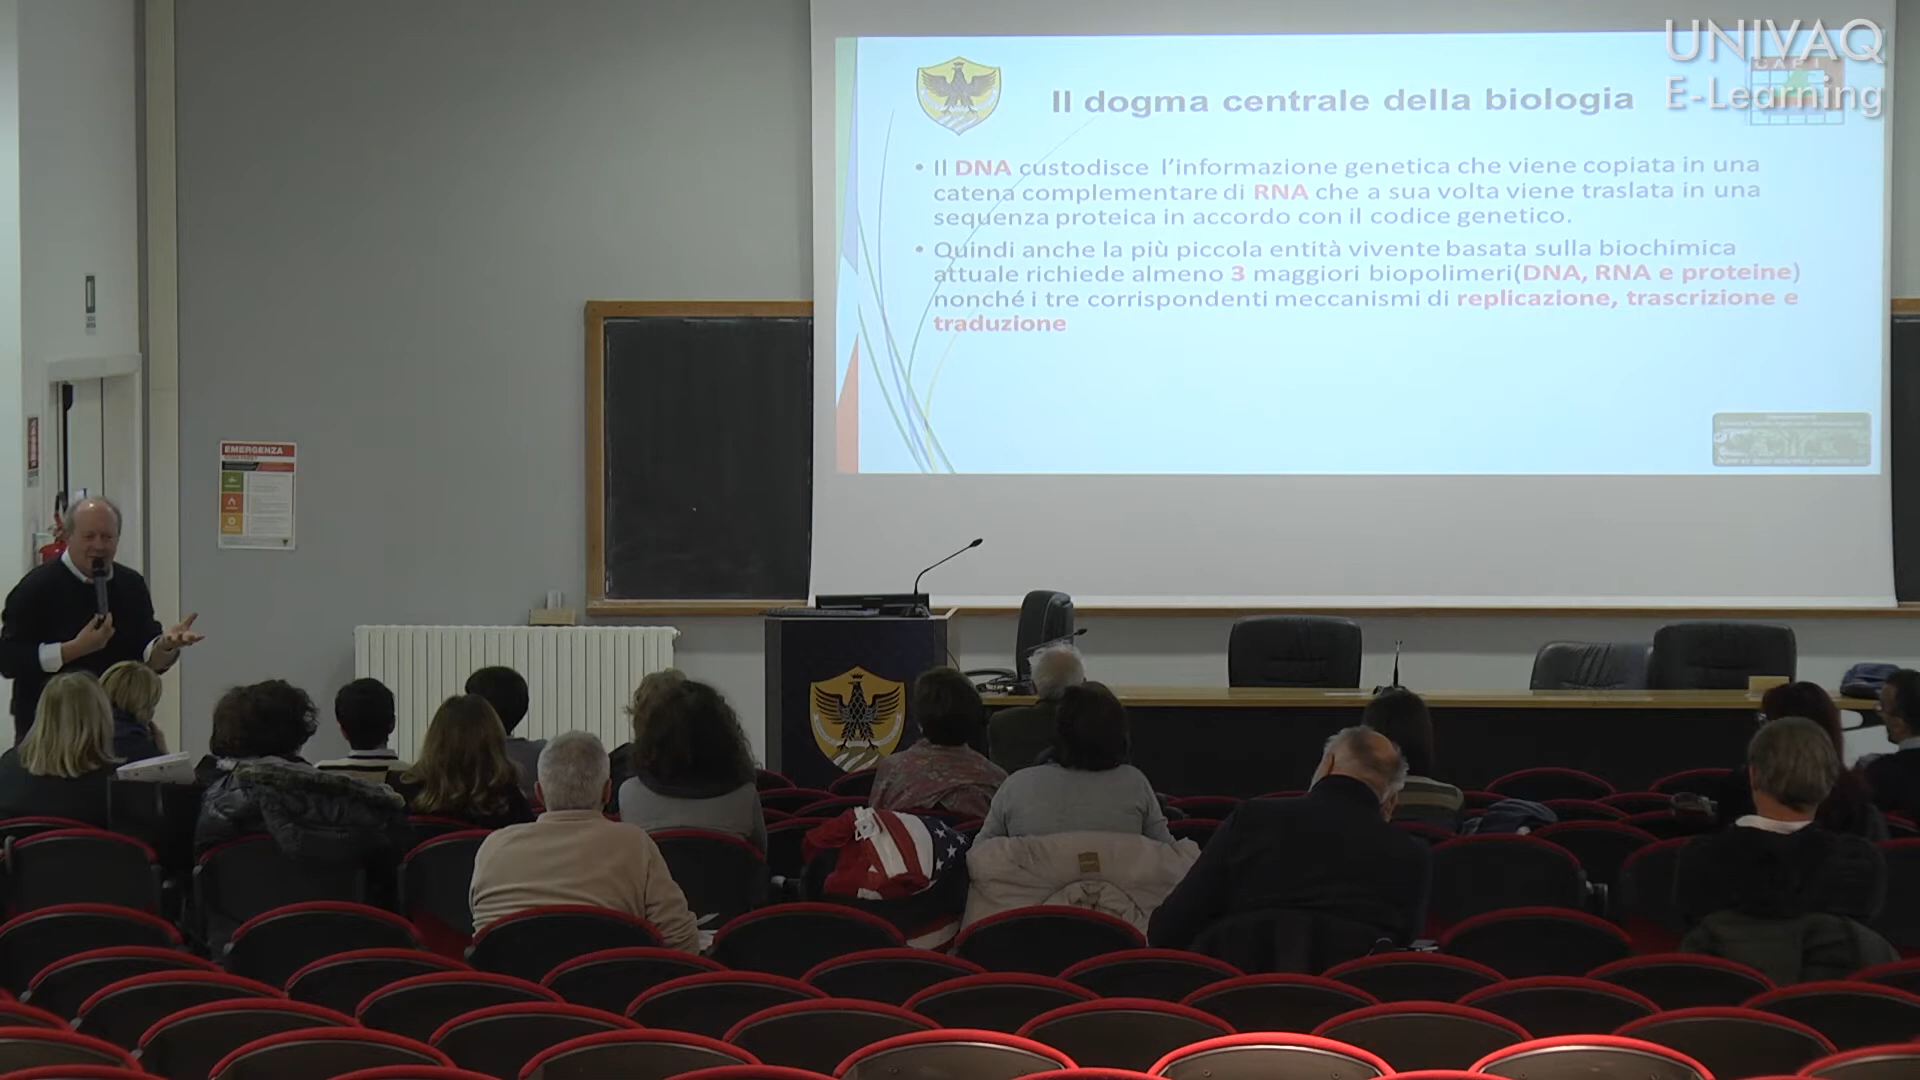 UNIVAQ
E-Learning
CAFI
Il dogma centrale della biologia
• Il DNA custodisce l'informazione genetica che viene copiata in una
catena complementare di RNA che a sua volta viene traslata in una
sequenza proteica in accordo con il codice genetico.
• Quindi anche la più piccola entità vivente basata sulla biochimica
attuale richiede almeno 3 maggiori biopolimeri(DNA, RNA e proteine)
nonché i tre corrispondenti meccanismi di replicazione, trascrizione e
traduzione
EMERGENZA